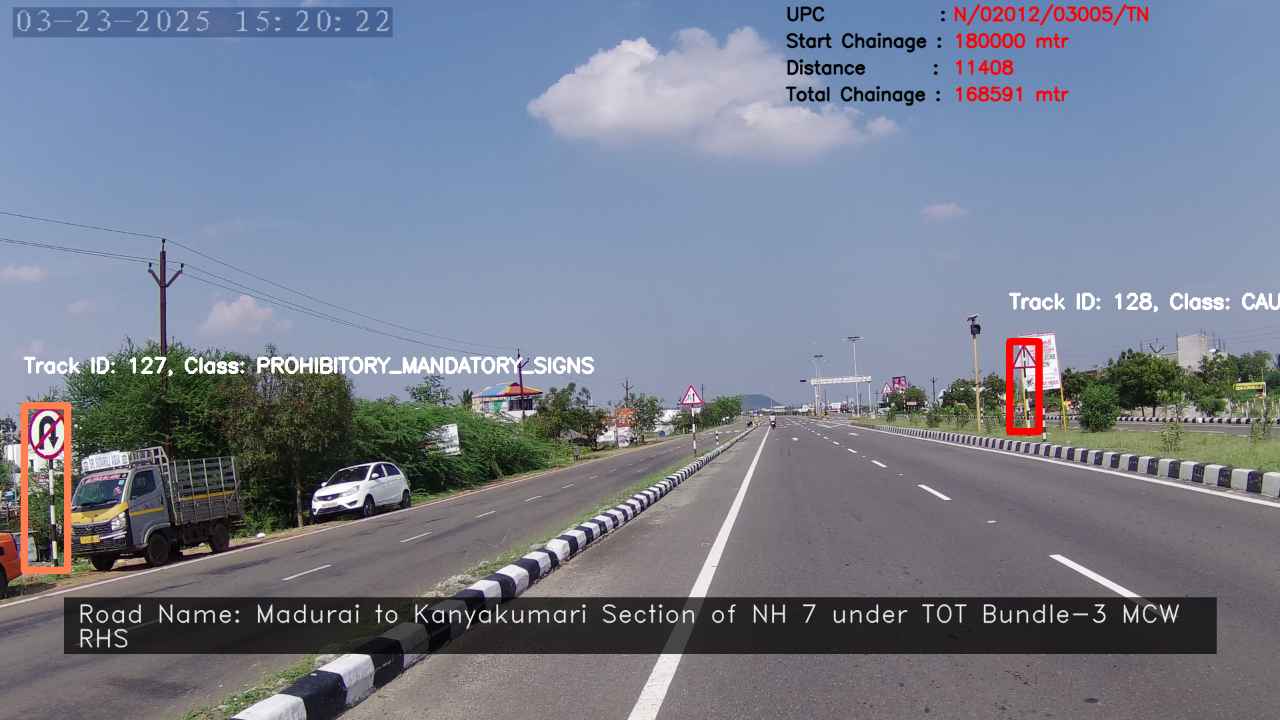 03-23-2025 15:20:22
UPC : N/02012/03005/TN
Start Chainage : 180000 mtr
Distance : 11408
Total Chainage : 168591 mtr
Track ID: 128, Class: CAU
Track ID: 127, Class: PROHIBITORY_MANDATORY_SIGNS
Road Name: Madurai to Kanyakumari Section of NH 7 under TOT Bundle-3 MCW
RHS